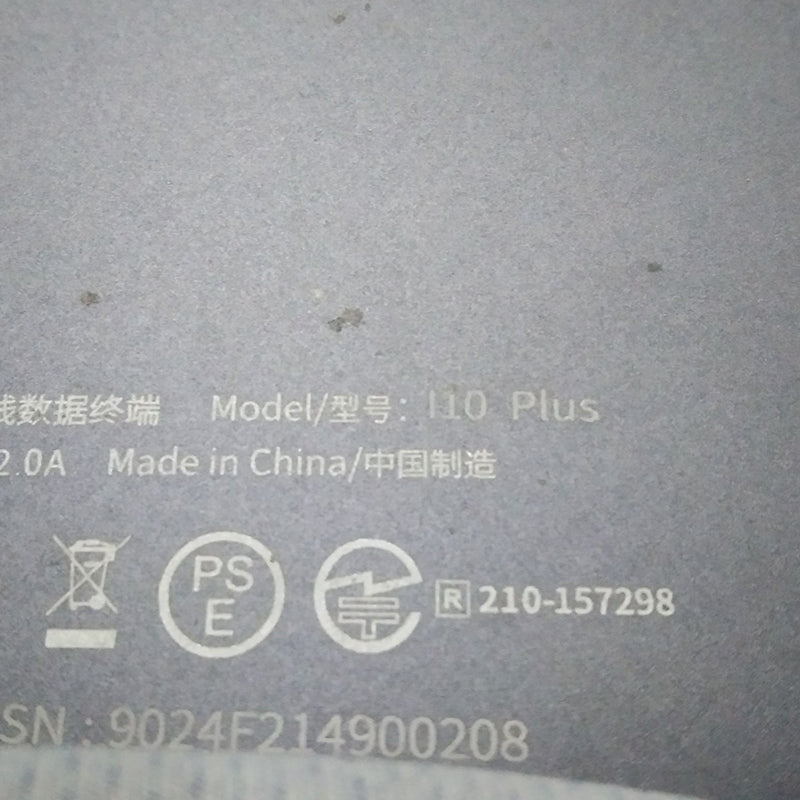 线数据终端 Model/型号: I10 Plus
2.0A Made in China/中国制造
PS
E
R 210-157298
SN : 9024F214900208